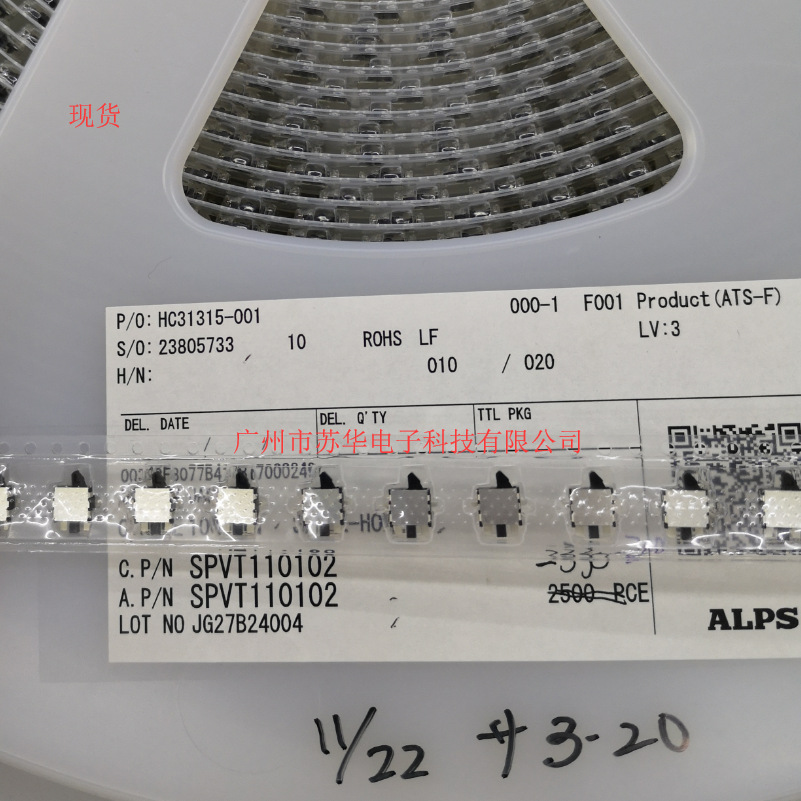 现货
P/O: HC31315-001
000-1 F001 Product(ATS-F)
S/O: 23805733 10 ROHS LF
LV:3
H/N:
010 / 020
DEL. DATE DEL. Q'TY TTL PKG
广州市苏华电子科技有限公司
C.P/N SPVT110102
A.P/N SPVT110102
2500 PCE
LOT NO JG27B24004
ALPS
11/22 #3-20